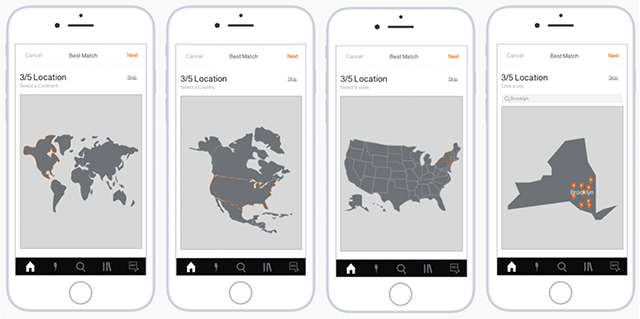 Cancel Best Match Next
3/5 Location
Skip
Select a Continent
Cancel Best Match Next
3/5 Location
Skip
Select a Country
Cancel Best Match Next
3/5 Location
Skip
Select a state
Cancel Best Match Next
3/5 Location
Skip
Click a city
Brooklyn
Brooklyn